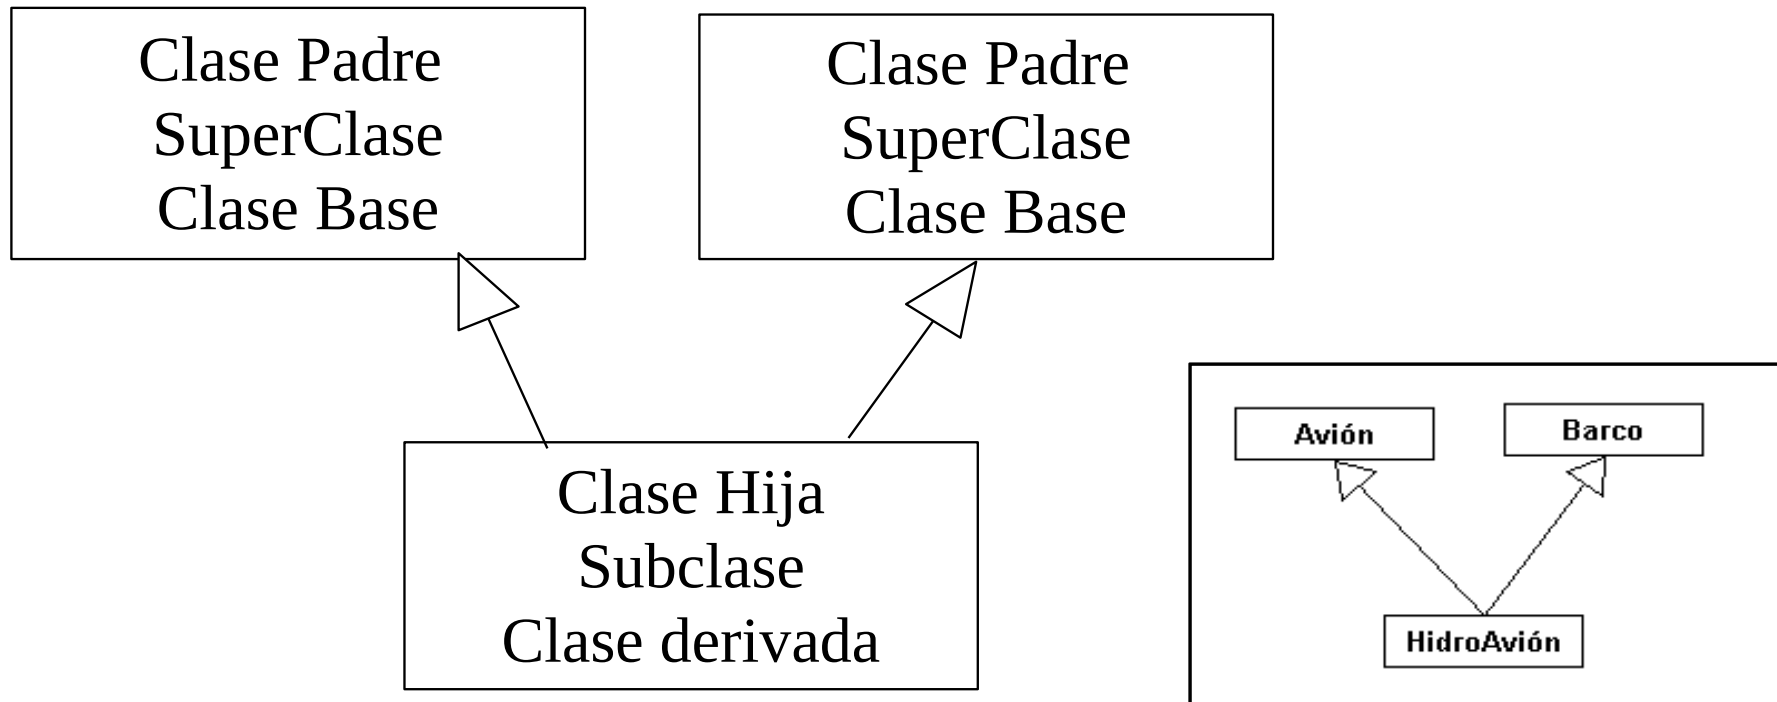 Clase Padre
SuperClase
Clase Base
Clase Padre
SuperClase
Clase Base
Clase Hija
Subclase
Clase derivada
Avión
Barco
HidroAvión